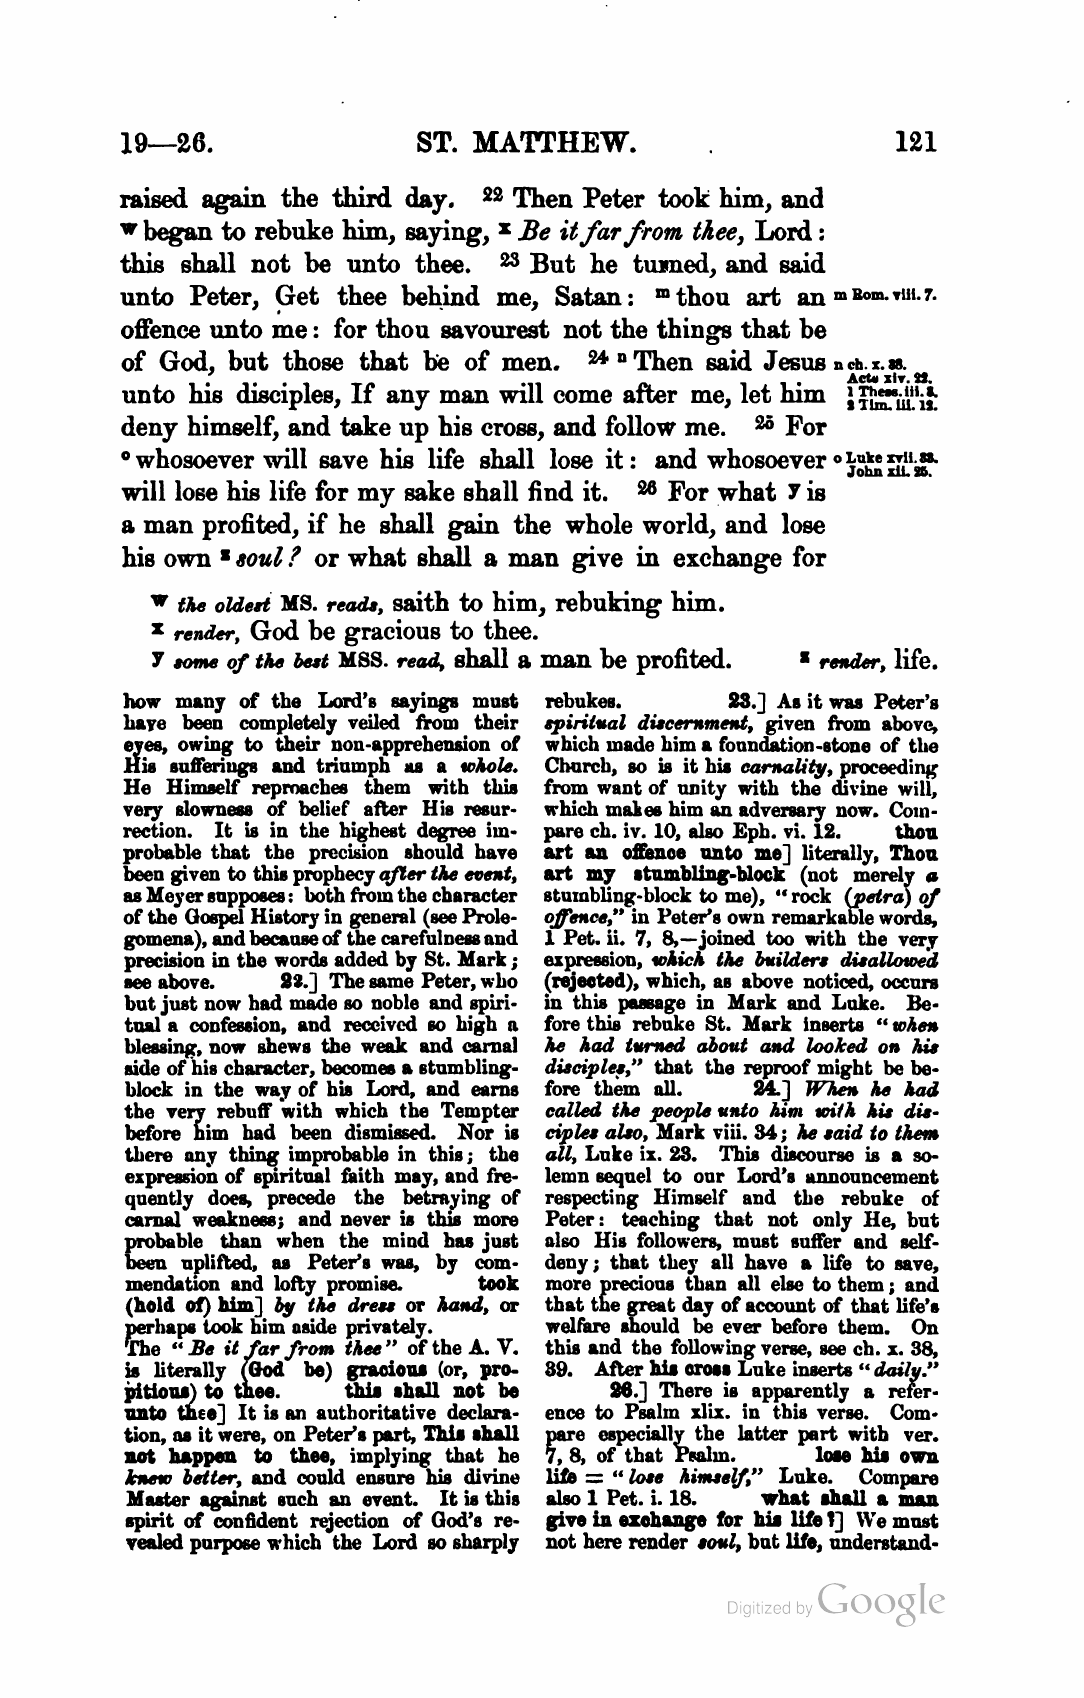 19—26. ST. MATTHEW. 121
raised again the third day. 22 Then Peter took him, and
w began to rebuke him, saying, x Be it far from thee, Lord:
this shall not be unto thee. 23 But he turned, and said
unto Peter, Get thee behind me, Satan: m thou art an
offence unto me: for thou savourest not the things that be
of God, but those that be of men. 24 n Then said Jesus
unto his disciples, If any man will come after me, let him
deny himself, and take up his cross, and follow me. 25 For
o whosoever will save his life shall lose it: and whosoever
will lose his life for my sake shall find it. 26 For what y is
a man profited, if he shall gain the whole world, and lose
his own z soul? or what shall a man give in exchange for
m Rom. viii. 7.
n ch. x. 38.
Acts xiv. 22.
1 Thess. iii. 3.
2 Tim. iii. 12.
o Luke xvii. 33.
John xii. 25.
w the oldest MS. reads, saith to him, rebuking him.
x render, God be gracious to thee.
y some of the best MSS. read, shall a man be profited. z render, life.
how many of the Lord's sayings must
have been completely veiled from their
eyes, owing to their non-apprehension of
His sufferings and triumph as a whole.
He Himself reproaches them with this
very slowness of belief after His resur-
rection. It is in the highest degree im-
probable that the precision should have
been given to this prophecy after the event,
as Meyer supposes: both from the character
of the Gospel History in general (see Prole-
gomena), and because of the carefulness and
precision in the words added by St. Mark;
see above. 22.] The same Peter, who
but just now had made so noble and spiri-
tual a confession, and received so high a
blessing, now shews the weak and carnal
side of his character, becomes a stumbling-
block in the way of his Lord, and earns
the very rebuff with which the Tempter
before him had been dismissed. Nor is
there any thing improbable in this; the
expression of spiritual faith may, and fre-
quently does, precede the betraying of
carnal weakness; and never is this more
probable than when the mind has just
been uplifted, as Peter's was, by com-
mendation and lofty promise. took
(hold of) him] by the dress or hand, or
perhaps took him aside privately.
The "Be it far from thee" of the A. V.
is literally (God be) gracious (or, pro-
pitious) to thee. this shall not be
unto thee] It is an authoritative declara-
tion, as it were, on Peter's part, This shall
not happen to thee, implying that he
knew better, and could ensure his divine
Master against such an event. It is this
spirit of confident rejection of God's re-
vealed purpose which the Lord so sharply
rebukes. 23.] As it was Peter's
spiritual discernment, given from above,
which made him a foundation-stone of the
Church, so is it his carnality, proceeding
from want of unity with the divine will,
which makes him an adversary now. Com-
pare ch. iv. 10, also Eph. vi. 12. thou
art an offence unto me] literally, Thou
art my stumbling-block (not merely a
stumbling-block to me), "rock (petra) of
offence," in Peter's own remarkable words,
1 Pet. ii. 7, 8,—joined too with the very
expression, which the builders disallowed
(rejected), which, as above noticed, occurs
in this passage in Mark and Luke. Be-
fore this rebuke St. Mark inserts "when
he had turned about and looked on his
disciples," that the reproof might be be-
fore them all. 24.] When he had
called the people unto him with his dis-
ciples also, Mark viii. 34; he said to them
all, Luke ix. 23. This discourse is a so-
lemn sequel to our Lord's announcement
respecting Himself and the rebuke of
Peter: teaching that not only He, but
also His followers, must suffer and self-
deny; that they all have a life to save,
more precious than all else to them; and
that the great day of account of that life's
welfare should be ever before them. On
this and the following verse, see ch. x. 38,
39. After his cross Luke inserts "daily."
26.] There is apparently a refer-
ence to Psalm xlix. in this verse. Com-
pare especially the latter part with ver.
7, 8, of that Psalm. lose his own
life = "lose himself," Luke. Compare
also 1 Pet. i. 18. what shall a man
give in exchange for his life?] We must
not here render soul, but life, understand-
Digitized by Google